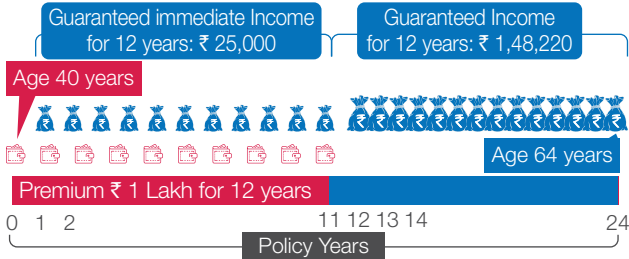 Guaranteed immediate Income
for 12 years: ₹ 25,000
Guaranteed Income
for 12 years: ₹ 1,48,220
Age 40 years
Age 64 years
Premium ₹ 1 Lakh for 12 years
0 1 2 11 12 13 14 24
Policy Years